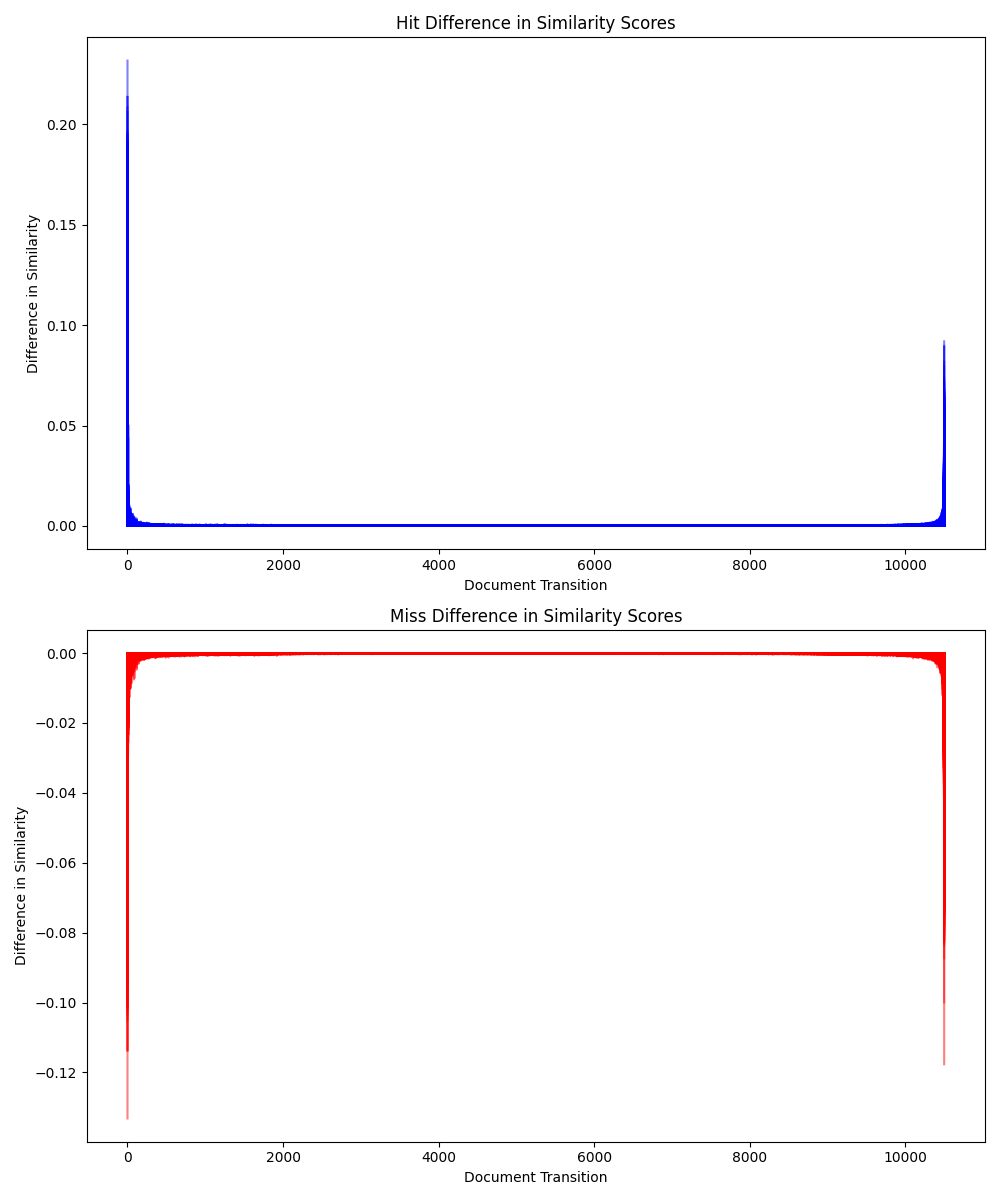 Hit Difference in Similarity Scores
0.20
0.15
0.10
0.05
0.00
Difference in Similarity
0 2000 4000 6000 8000 10000
Document Transition
Miss Difference in Similarity Scores
0.00
−0.02
−0.04
−0.06
−0.08
−0.10
−0.12
Difference in Similarity
0 2000 4000 6000 8000 10000
Document Transition